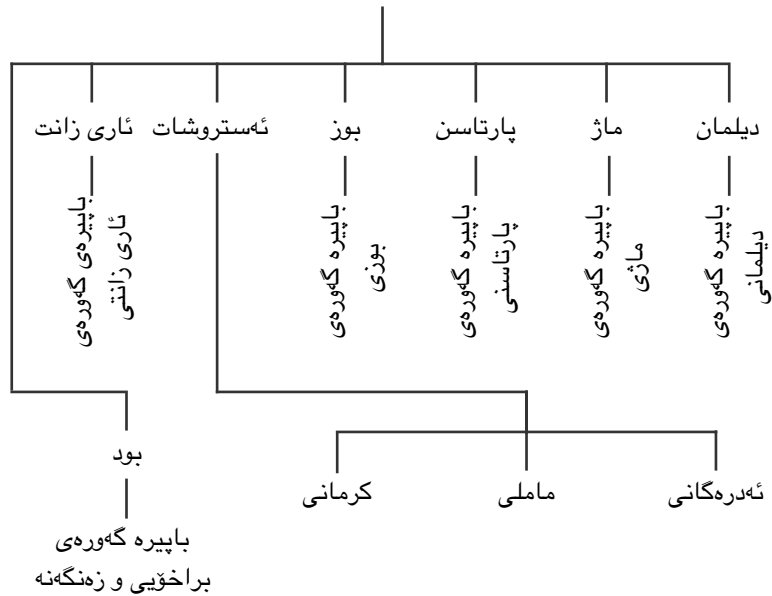 دیلمان
ماژ
پارتاسن
بوز
ئەستروشات
ئاری زانت
باپیرە گەورەی
دیلمانی
باپیرە گەورەی
ماژی
باپیرە گەورەی
پارتاسنی
باپیرە گەورەی
بوزی
باپیرەی گەورەی
ئاری زانتی
ئەدرەگانی
ماملی
کرمانی
بود
باپیرە گەورەی
براخۆیی و زەنگەنە